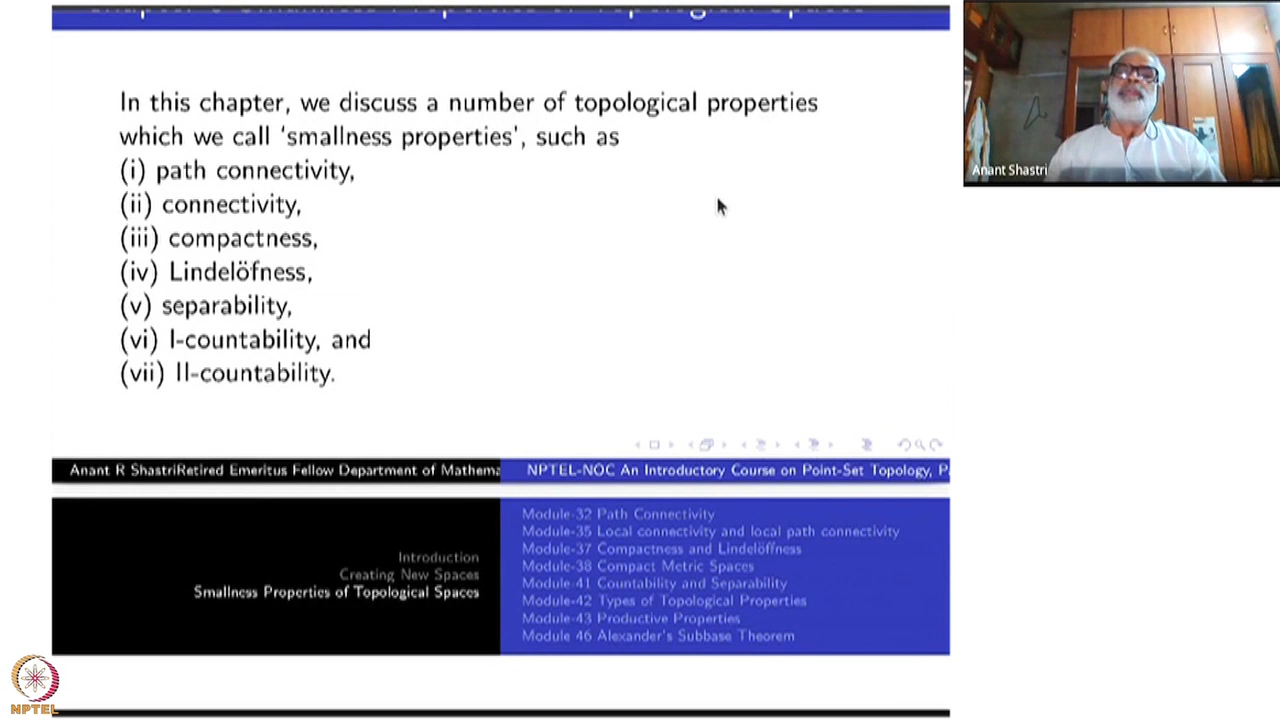 In this chapter, we discuss a number of topological properties
which we call ‘smallness properties’, such as
(i) path connectivity,
(ii) connectivity,
(iii) compactness,
(iv) Lindelöfness,
(v) separability,
(vi) I-countability, and
(vii) II-countability.
Anant Shastri
Anant R ShastriRetired Emeritus Fellow Department of Mathema
NPTEL-NOC An Introductory Course on Point-Set Topology, P
Introduction
Creating New Spaces
Smallness Properties of Topological Spaces
Module-32 Path Connectivity
Module-35 Local connectivity and local path connectivity
Module-37 Compactness and Lindelöffness
Module-38 Compact Metric Spaces
Module-41 Countability and Separability
Module-42 Types of Topological Properties
Module-43 Productive Properties
Module 46 Alexander's Subbase Theorem
NPTEL